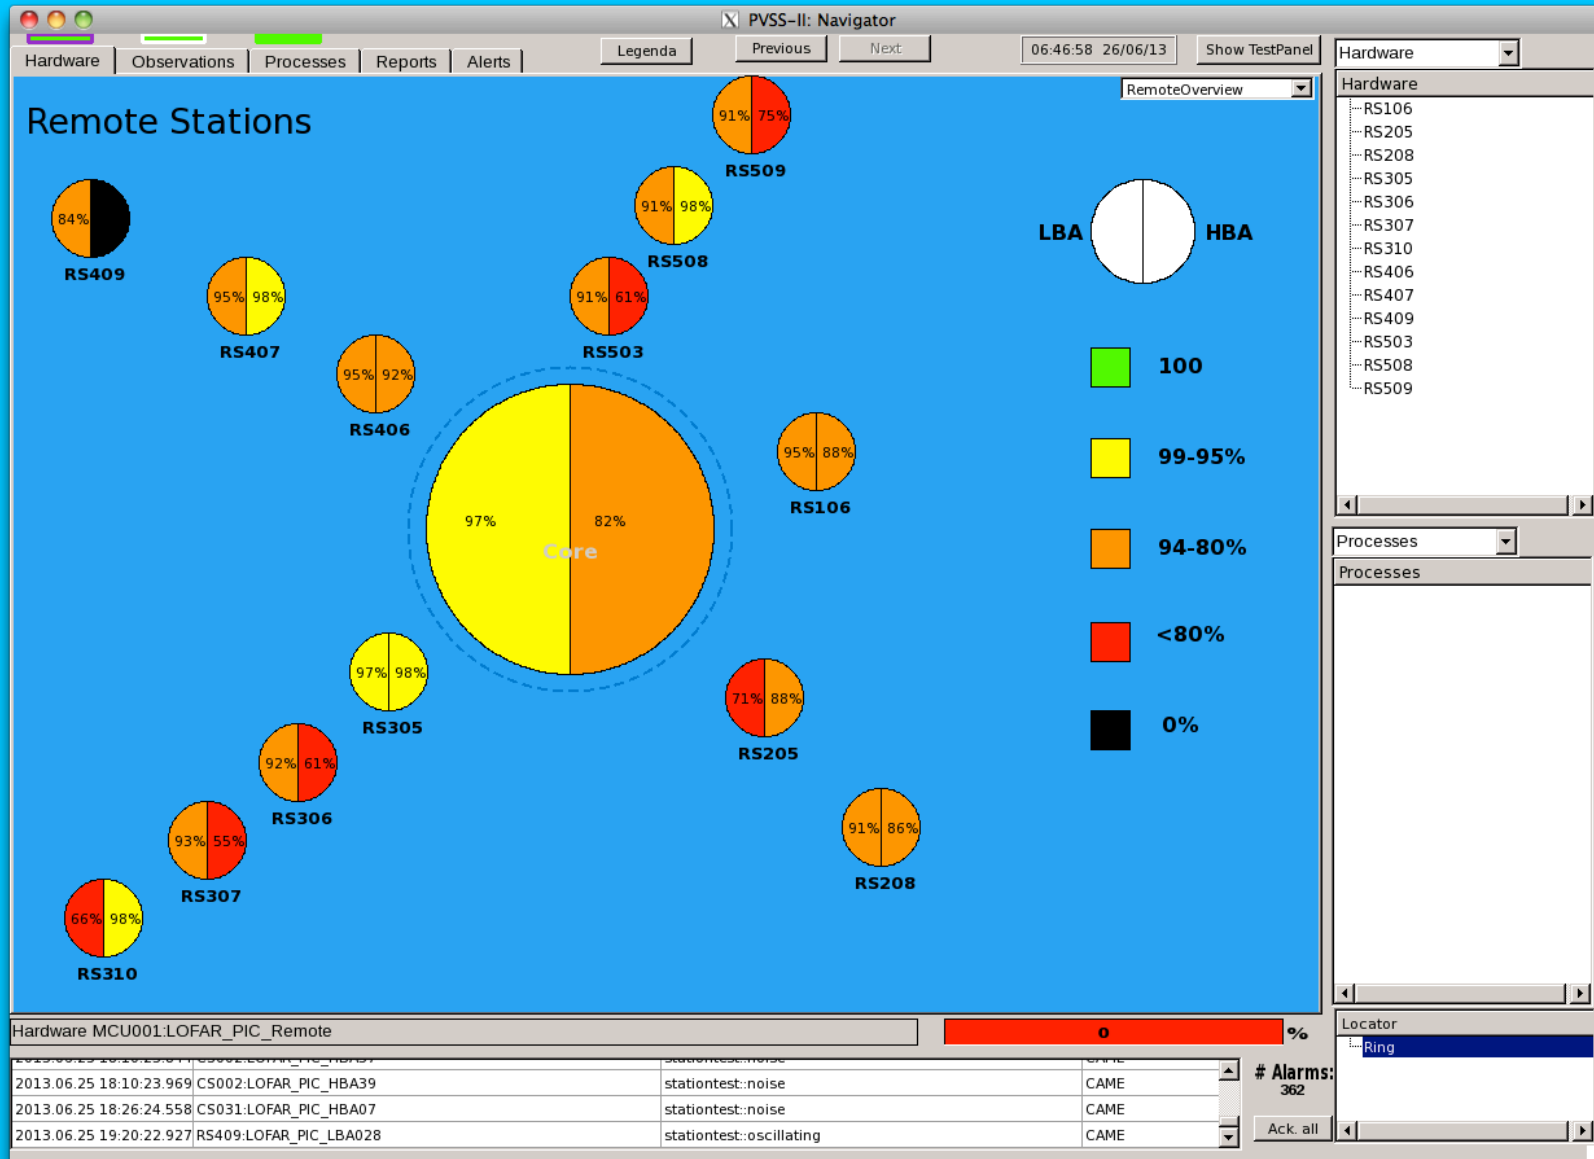 X PVSS-II: Navigator
Hardware Observations Processes Reports Alerts
Legenda Previous Next 06:46:58 26/06/13 Show TestPanel
RemoteOverview
Remote Stations
91% 75%
RS509
91% 98%
RS508
84%
RS409
95% 98%
RS407
91% 61%
RS503
95% 92%
RS406
95% 88%
RS106
97% 82%
Core
97% 98%
RS305
71% 88%
RS205
92% 61%
RS306
93% 55%
RS307
91% 86%
RS208
66% 98%
RS310
LBA HBA
100
99-95%
94-80%
<80%
0%
Hardware
Hardware
RS106
RS205
RS208
RS305
RS306
RS307
RS310
RS406
RS407
RS409
RS503
RS508
RS509
Processes
Processes
Locator
Ring
Hardware MCU001:LOFAR_PIC_Remote
0 %
stationtest::noise CAME
2013.06.25 18:10:23.969 CS002:LOFAR_PIC_HBA39 stationtest::noise CAME
2013.06.25 18:26:24.558 CS031:LOFAR_PIC_HBA07 stationtest::noise CAME
2013.06.25 19:20:22.927 RS409:LOFAR_PIC_LBA028 stationtest::oscillating CAME
# Alarms:
362
Ack. all